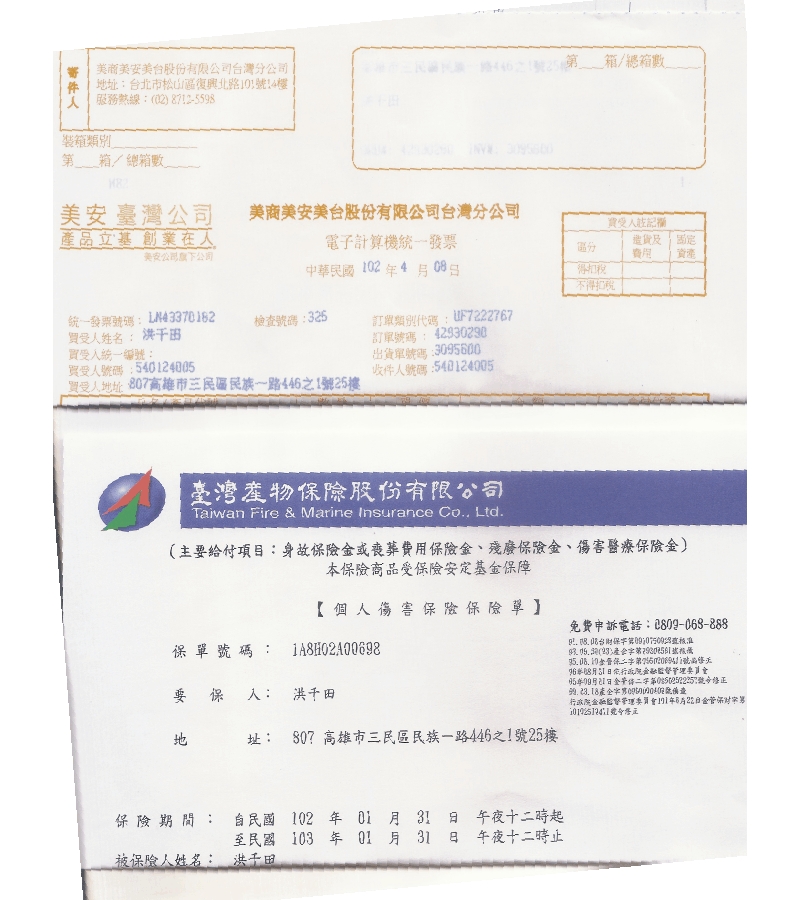 寄件人
美商美安美台股份有限公司台灣分公司
地址：台北市松山區復興北路101號14樓
服務熱線：(02) 8712-5598
第＿＿箱/總箱數＿＿＿
裝箱類別＿＿＿＿＿
第＿＿箱／總箱數＿＿＿
美安 臺灣公司
產品立基 創業在人
美安公司旗下公司
美商美安美台股份有限公司台灣分公司
電子計算機統一發票
中華民國 102 年 4 月 08 日
買受人註記欄
區分 進貨及費用 固定資產
得扣稅
不得扣稅
統一發票號碼：LN43370182 檢查號碼：325 訂單類別代碼：UF7222767
買受人姓名：洪千田 訂單號碼：42930290
買受人統一編號： 出貨單號碼：3095680
買受人號碼：540124005 收件人號碼：540124005
買受人地址 807高雄市三民區民族一路446之1號25樓
臺灣產物保險股份有限公司
Taiwan Fire & Marine Insurance Co., Ltd.
(主要給付項目：身故保險金或喪葬費用保險金、殘廢保險金、傷害醫療保險金)
本保險商品受保險安定基金保障
【個人傷害保險保險單】
免費申訴電話：0809-068-888
保單號碼： 1A8H02A00698
要保人： 洪千田
地址： 807 高雄市三民區民族一路446之1號25樓
保險期間： 自民國 102 年 01 月 31 日 午夜十二時起
至民國 103 年 01 月 31 日 午夜十二時止
被保險人姓名： 洪千田